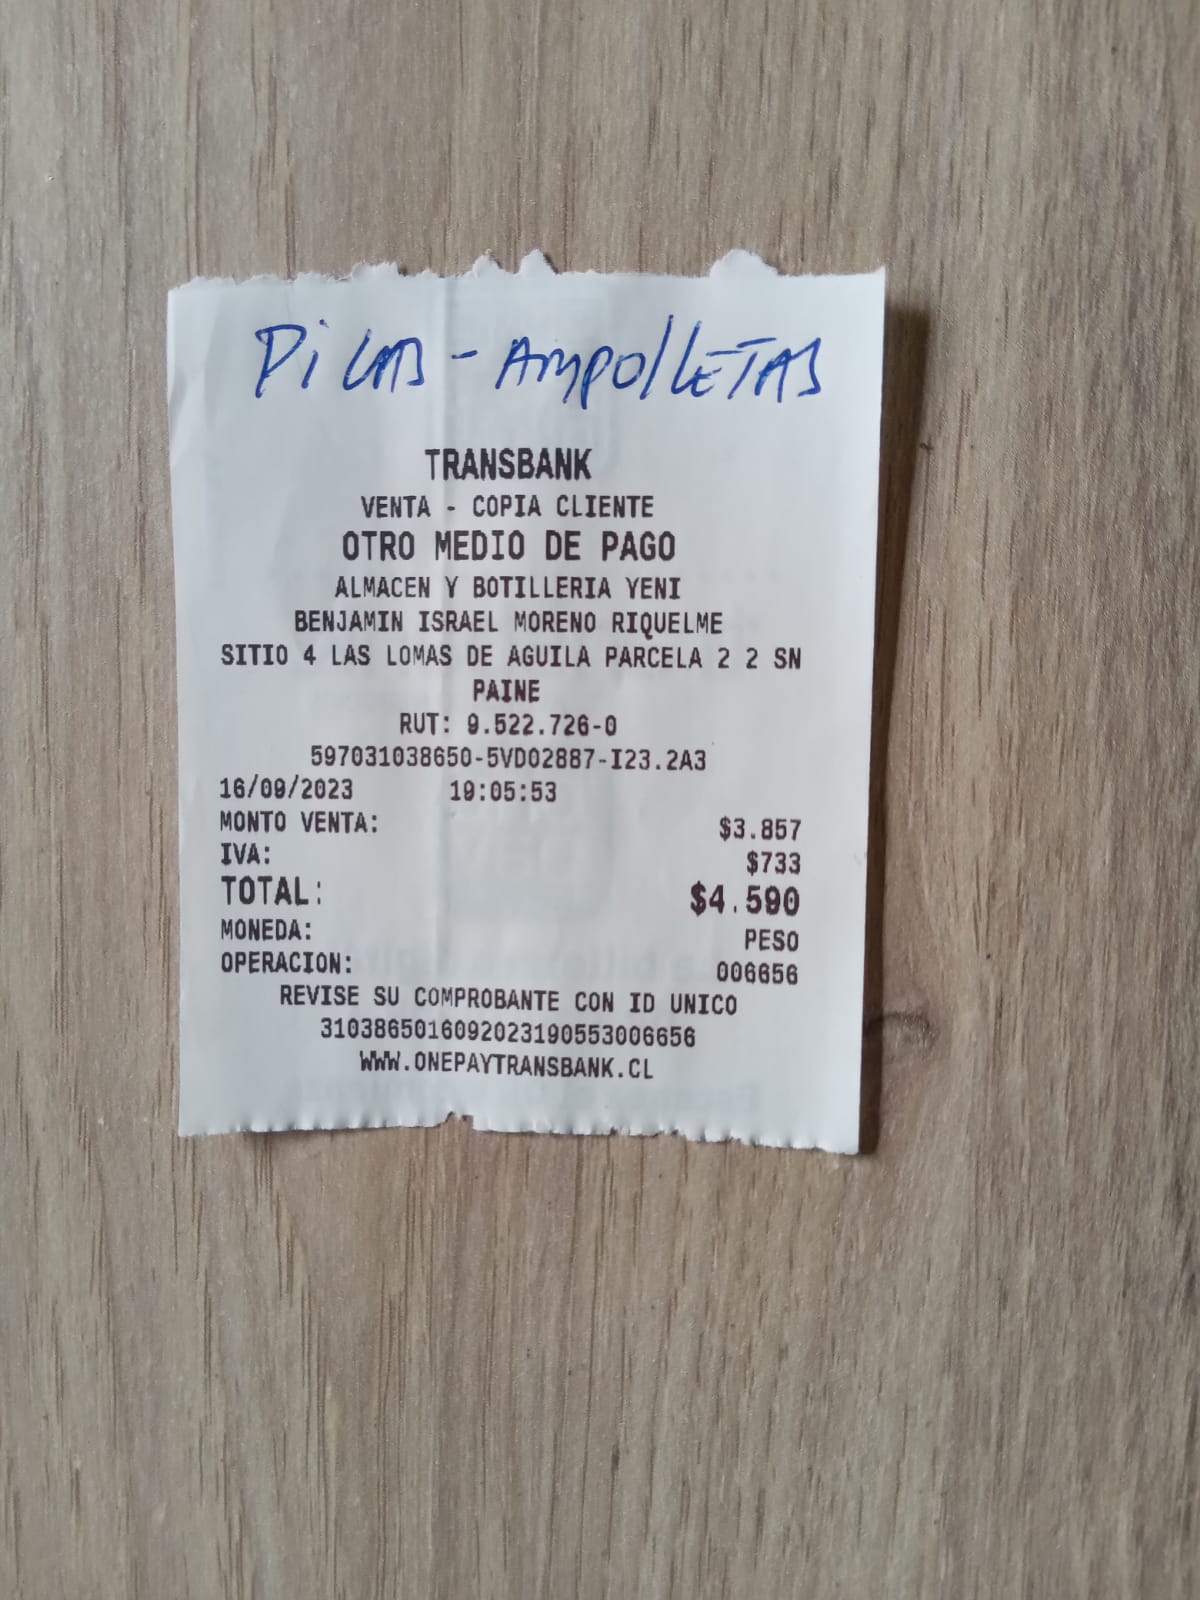 PiLAS - AMPOLLETAS
TRANSBANK
VENTA - COPIA CLIENTE
OTRO MEDIO DE PAGO
ALMACEN Y BOTILLERIA YENI
BENJAMIN ISRAEL MORENO RIQUELME
SITIO 4 LAS LOMAS DE AGUILA PARCELA 2 2 SN
PAINE
RUT: 9.522.726-0
597031038650-5VD02887-I23.2A3
16/09/2023 19:05:53
MONTO VENTA: $3.857
IVA: $733
TOTAL: $4.590
MONEDA: PESO
OPERACION: 006656
REVISE SU COMPROBANTE CON ID UNICO
3103865016092023190553006656
WWW.ONEPAYTRANSBANK.CL